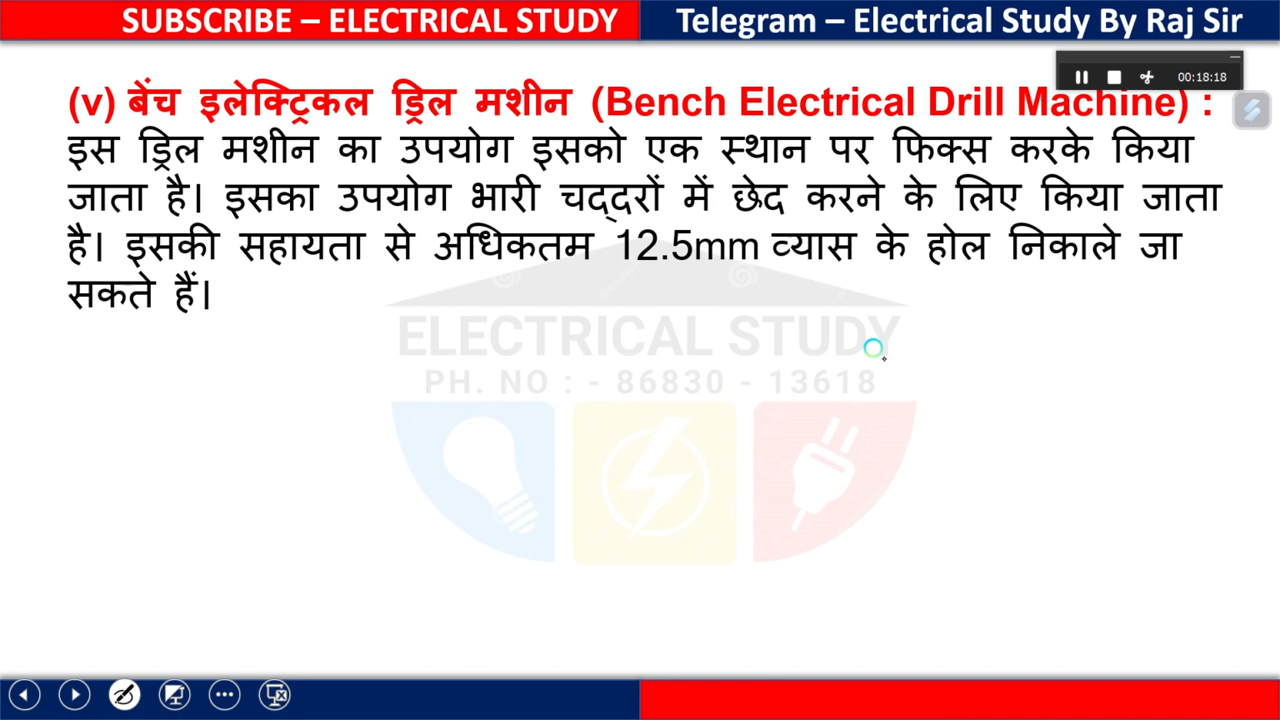 SUBSCRIBE – ELECTRICAL STUDY
Telegram – Electrical Study By Raj Sir
00:18:18
(v) बेंच इलेक्ट्रिकल ड्रिल मशीन (Bench Electrical Drill Machine) :
इस ड्रिल मशीन का उपयोग इसको एक स्थान पर फिक्स करके किया
जाता है। इसका उपयोग भारी चद्दरों में छेद करने के लिए किया जाता
है। इसकी सहायता से अधिकतम 12.5mm व्यास के होल निकाले जा
सकते हैं।
ELECTRICAL STUDY
PH. NO : - 86830 - 13618